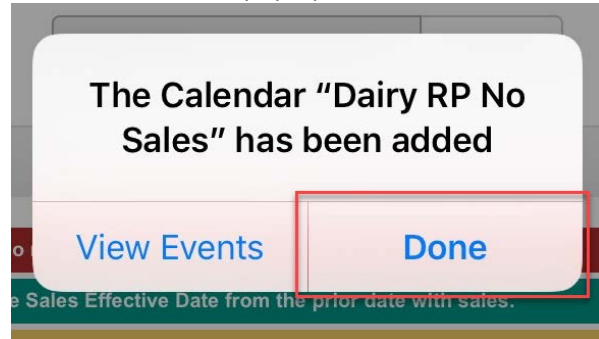 The Calendar “Dairy RP No
Sales” has been added
View Events
Done
o
e Sales Effective Date from the prior date with sales.